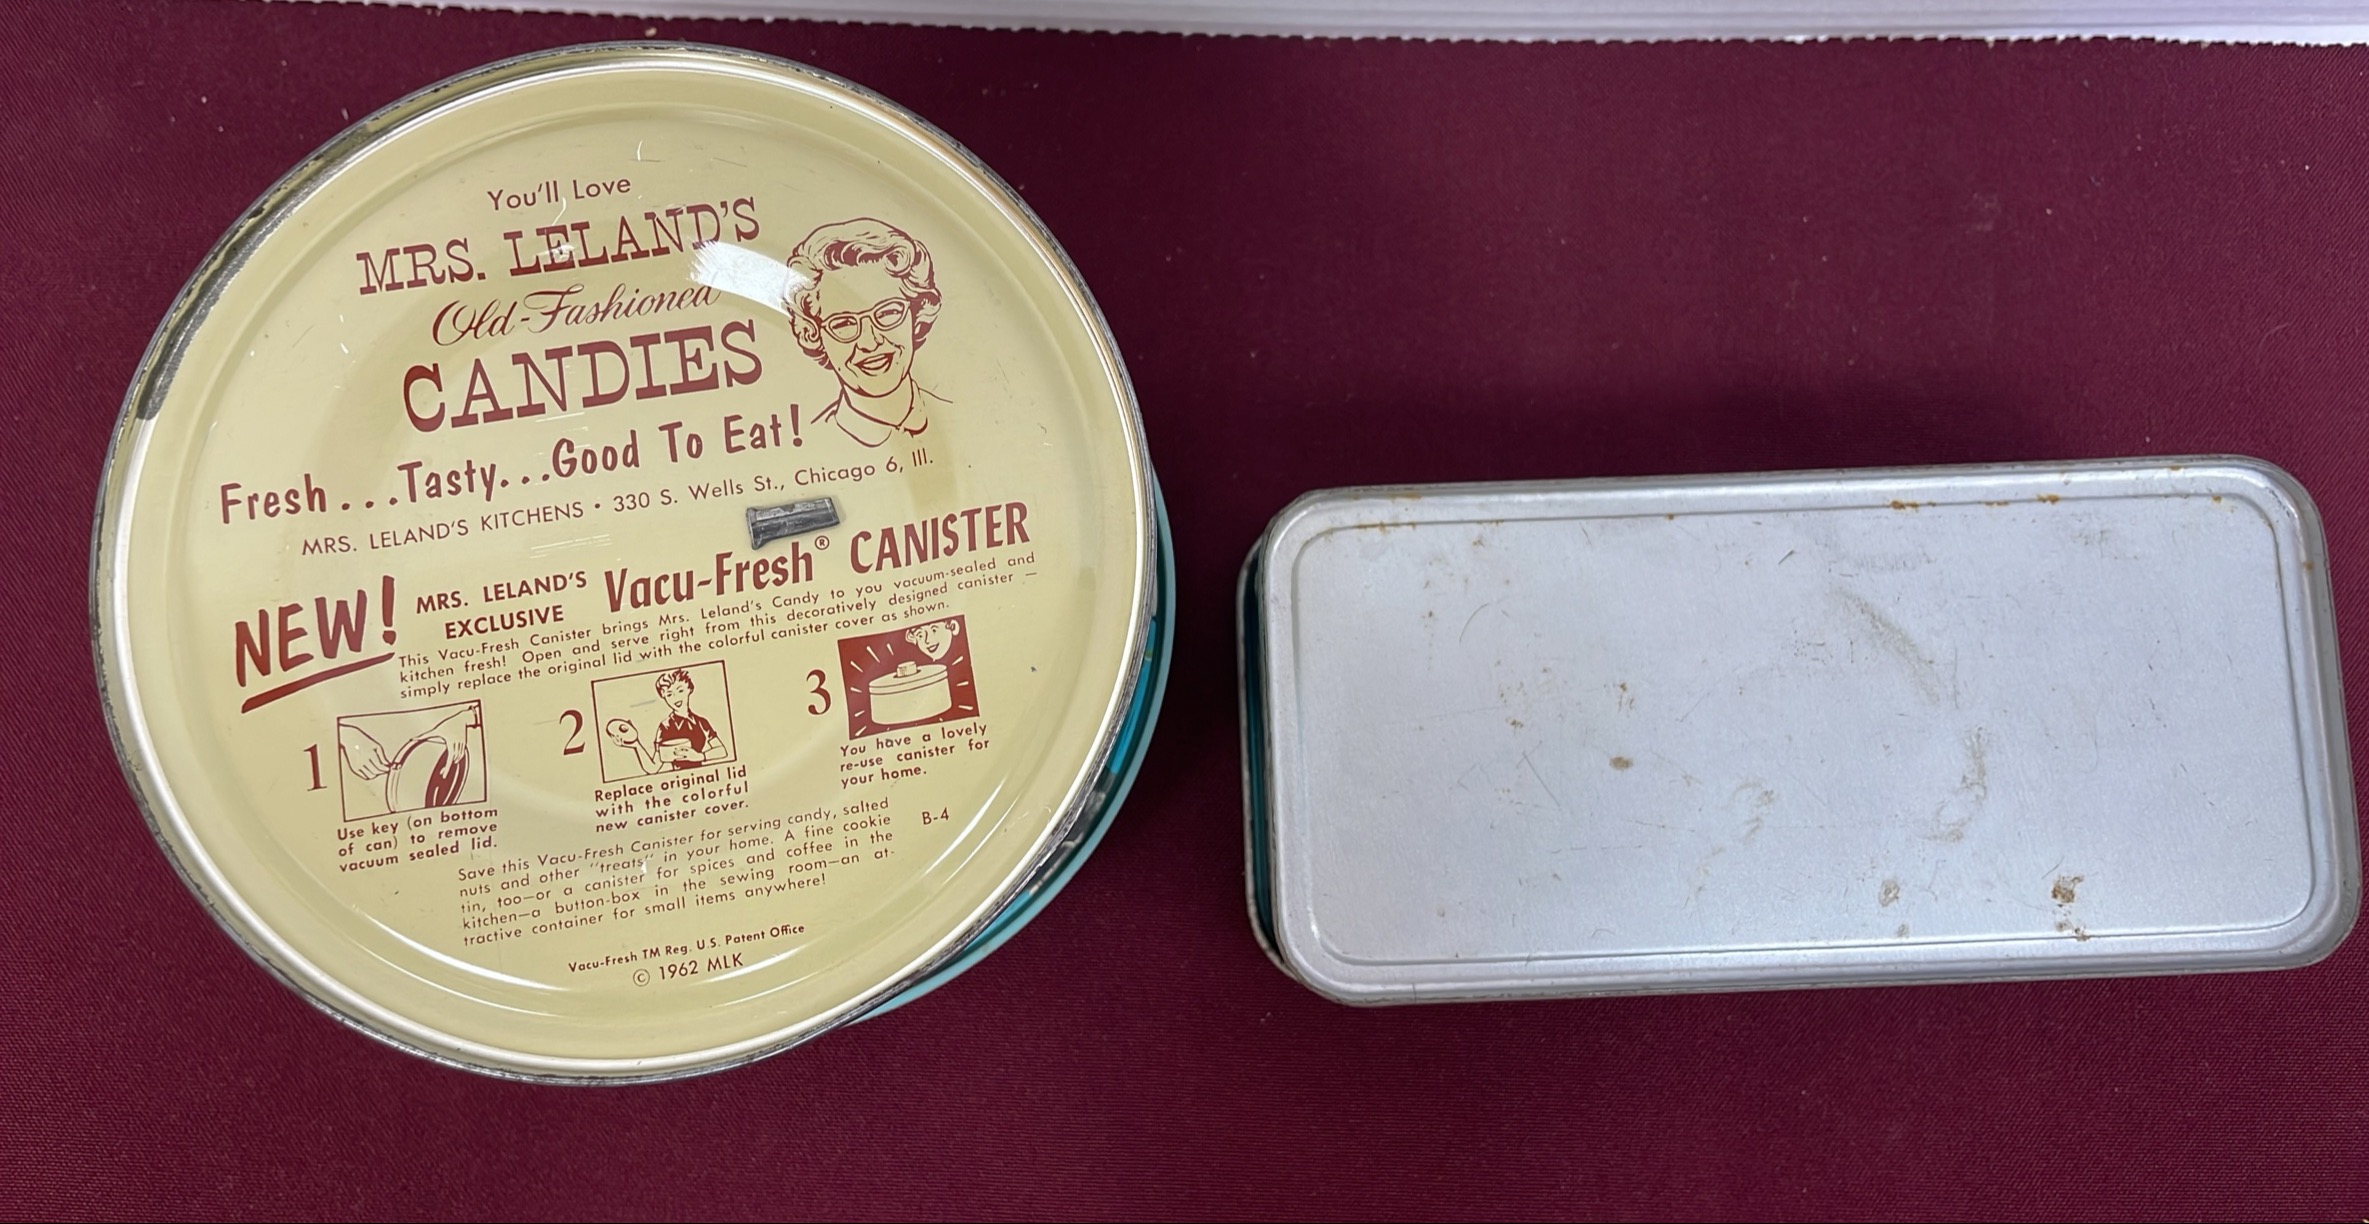 You'll Love
MRS. LELAND'S
Old-Fashioned
CANDIES
Fresh...Tasty...Good To Eat!
MRS. LELAND'S KITCHENS • 330 S. Wells St., Chicago 6, Ill.
NEW! MRS. LELAND'S EXCLUSIVE Vacu-Fresh® CANISTER
This Vacu-Fresh Canister brings Mrs. Leland's Candy to you vacuum-sealed and
kitchen fresh! Open and serve right from this decoratively designed canister —
simply replace the original lid with the colorful canister cover as shown.
1
Use key (on bottom
of can) to remove
vacuum sealed lid.
2
Replace original lid
with the colorful
new canister cover.
3
You have a lovely
re-use canister for
your home.
Save this Vacu-Fresh Canister for serving candy, salted
nuts and other "treats" in your home. A fine cookie
tin, too—or a canister for spices and coffee in the
kitchen—a button-box in the sewing room—an at-
tractive container for small items anywhere!
B-4
Vacu-Fresh TM Reg. U.S. Patent Office
© 1962 MLK